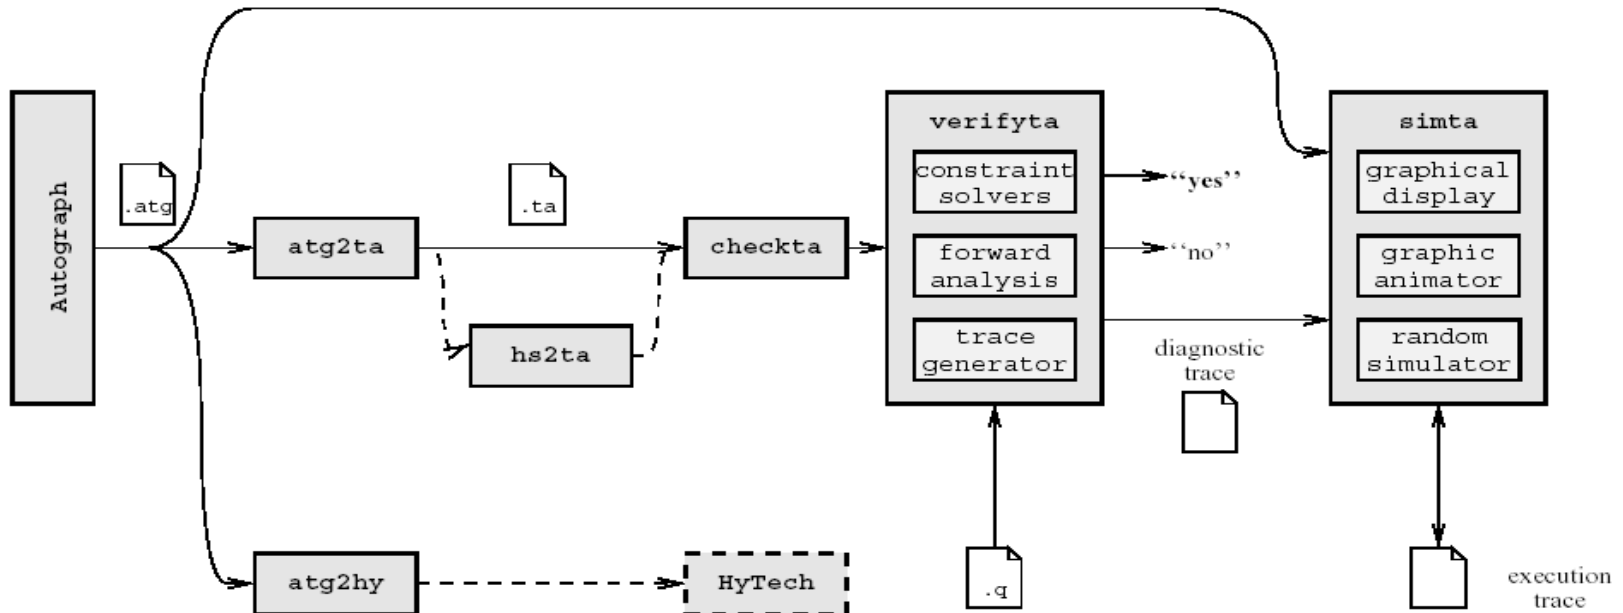 Autograph
.atg
atg2ta
.ta
hs2ta
checkta
verifyta
constraint
solvers
forward
analysis
trace
generator
“yes”
“no”
diagnostic
trace
simta
graphical
display
graphic
animator
random
simulator
atg2hy
HyTech
.q
execution
trace